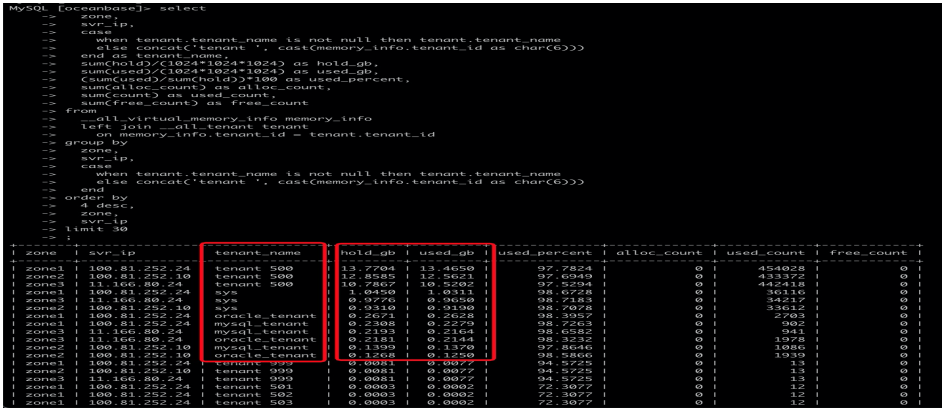 MySQL [oceanbase]> select
-> zone,
-> svr_ip,
-> case
-> when tenant.tenant_name is not null then tenant.tenant_name
-> else concat('tenant ', cast(memory_info.tenant_id as char(6)))
-> end as tenant_name,
-> sum(hold)/(1024*1024*1024) as hold_gb,
-> sum(used)/(1024*1024*1024) as used_gb,
-> (sum(used)/sum(hold))*100 as used_percent,
-> sum(alloc_count) as alloc_count,
-> sum(count) as used_count,
-> sum(free_count) as free_count
-> from
-> __all_virtual_memory_info memory_info
-> left join __all_tenant tenant
-> on memory_info.tenant_id = tenant.tenant_id
-> group by
-> zone,
-> svr_ip,
-> case
-> when tenant.tenant_name is not null then tenant.tenant_name
-> else concat('tenant ', cast(memory_info.tenant_id as char(6)))
-> end
-> order by
-> 4 desc,
-> zone,
-> svr_ip
-> limit 30
-> ;
| zone | svr_ip | tenant_name | hold_gb | used_gb | used_percent | alloc_count | used_count | free_count |
| zone1 | 100.81.252.24 | tenant 500 | 13.7704 | 13.4650 | 97.7824 | 0 | 454028 | 0 |
| zone2 | 100.81.252.10 | tenant 500 | 12.8585 | 12.5621 | 97.6949 | 0 | 433372 | 0 |
| zone3 | 11.166.80.24 | tenant 500 | 10.7867 | 10.5202 | 97.5294 | 0 | 442418 | 0 |
| zone1 | 100.81.252.24 | sys | 1.0450 | 1.0311 | 98.6728 | 0 | 36116 | 0 |
| zone3 | 11.166.80.24 | sys | 0.9776 | 0.9650 | 98.7183 | 0 | 34217 | 0 |
| zone2 | 100.81.252.10 | sys | 0.9310 | 0.9190 | 98.7078 | 0 | 33612 | 0 |
| zone1 | 100.81.252.24 | oracle_tenant | 0.2671 | 0.2628 | 98.3957 | 0 | 2703 | 0 |
| zone1 | 100.81.252.24 | mysql_tenant | 0.2308 | 0.2279 | 98.7263 | 0 | 902 | 0 |
| zone3 | 11.166.80.24 | mysql_tenant | 0.2193 | 0.2164 | 98.6582 | 0 | 941 | 0 |
| zone3 | 11.166.80.24 | oracle_tenant | 0.2181 | 0.2144 | 98.3232 | 0 | 1978 | 0 |
| zone2 | 100.81.252.10 | mysql_tenant | 0.1399 | 0.1370 | 97.8646 | 0 | 1086 | 0 |
| zone2 | 100.81.252.10 | oracle_tenant | 0.1268 | 0.1250 | 98.5866 | 0 | 1939 | 0 |
| zone1 | 100.81.252.24 | tenant 999 | 0.0081 | 0.0077 | 94.5725 | 0 | 13 | 0 |
| zone2 | 100.81.252.10 | tenant 999 | 0.0081 | 0.0077 | 94.5725 | 0 | 13 | 0 |
| zone3 | 11.166.80.24 | tenant 999 | 0.0081 | 0.0077 | 94.5725 | 0 | 13 | 0 |
| zone1 | 100.81.252.24 | tenant 501 | 0.0003 | 0.0002 | 72.3077 | 0 | 12 | 0 |
| zone1 | 100.81.252.24 | tenant 502 | 0.0003 | 0.0002 | 72.3077 | 0 | 12 | 0 |
| zone1 | 100.81.252.24 | tenant 503 | 0.0003 | 0.0002 | 72.3077 | 0 | 12 | 0 |